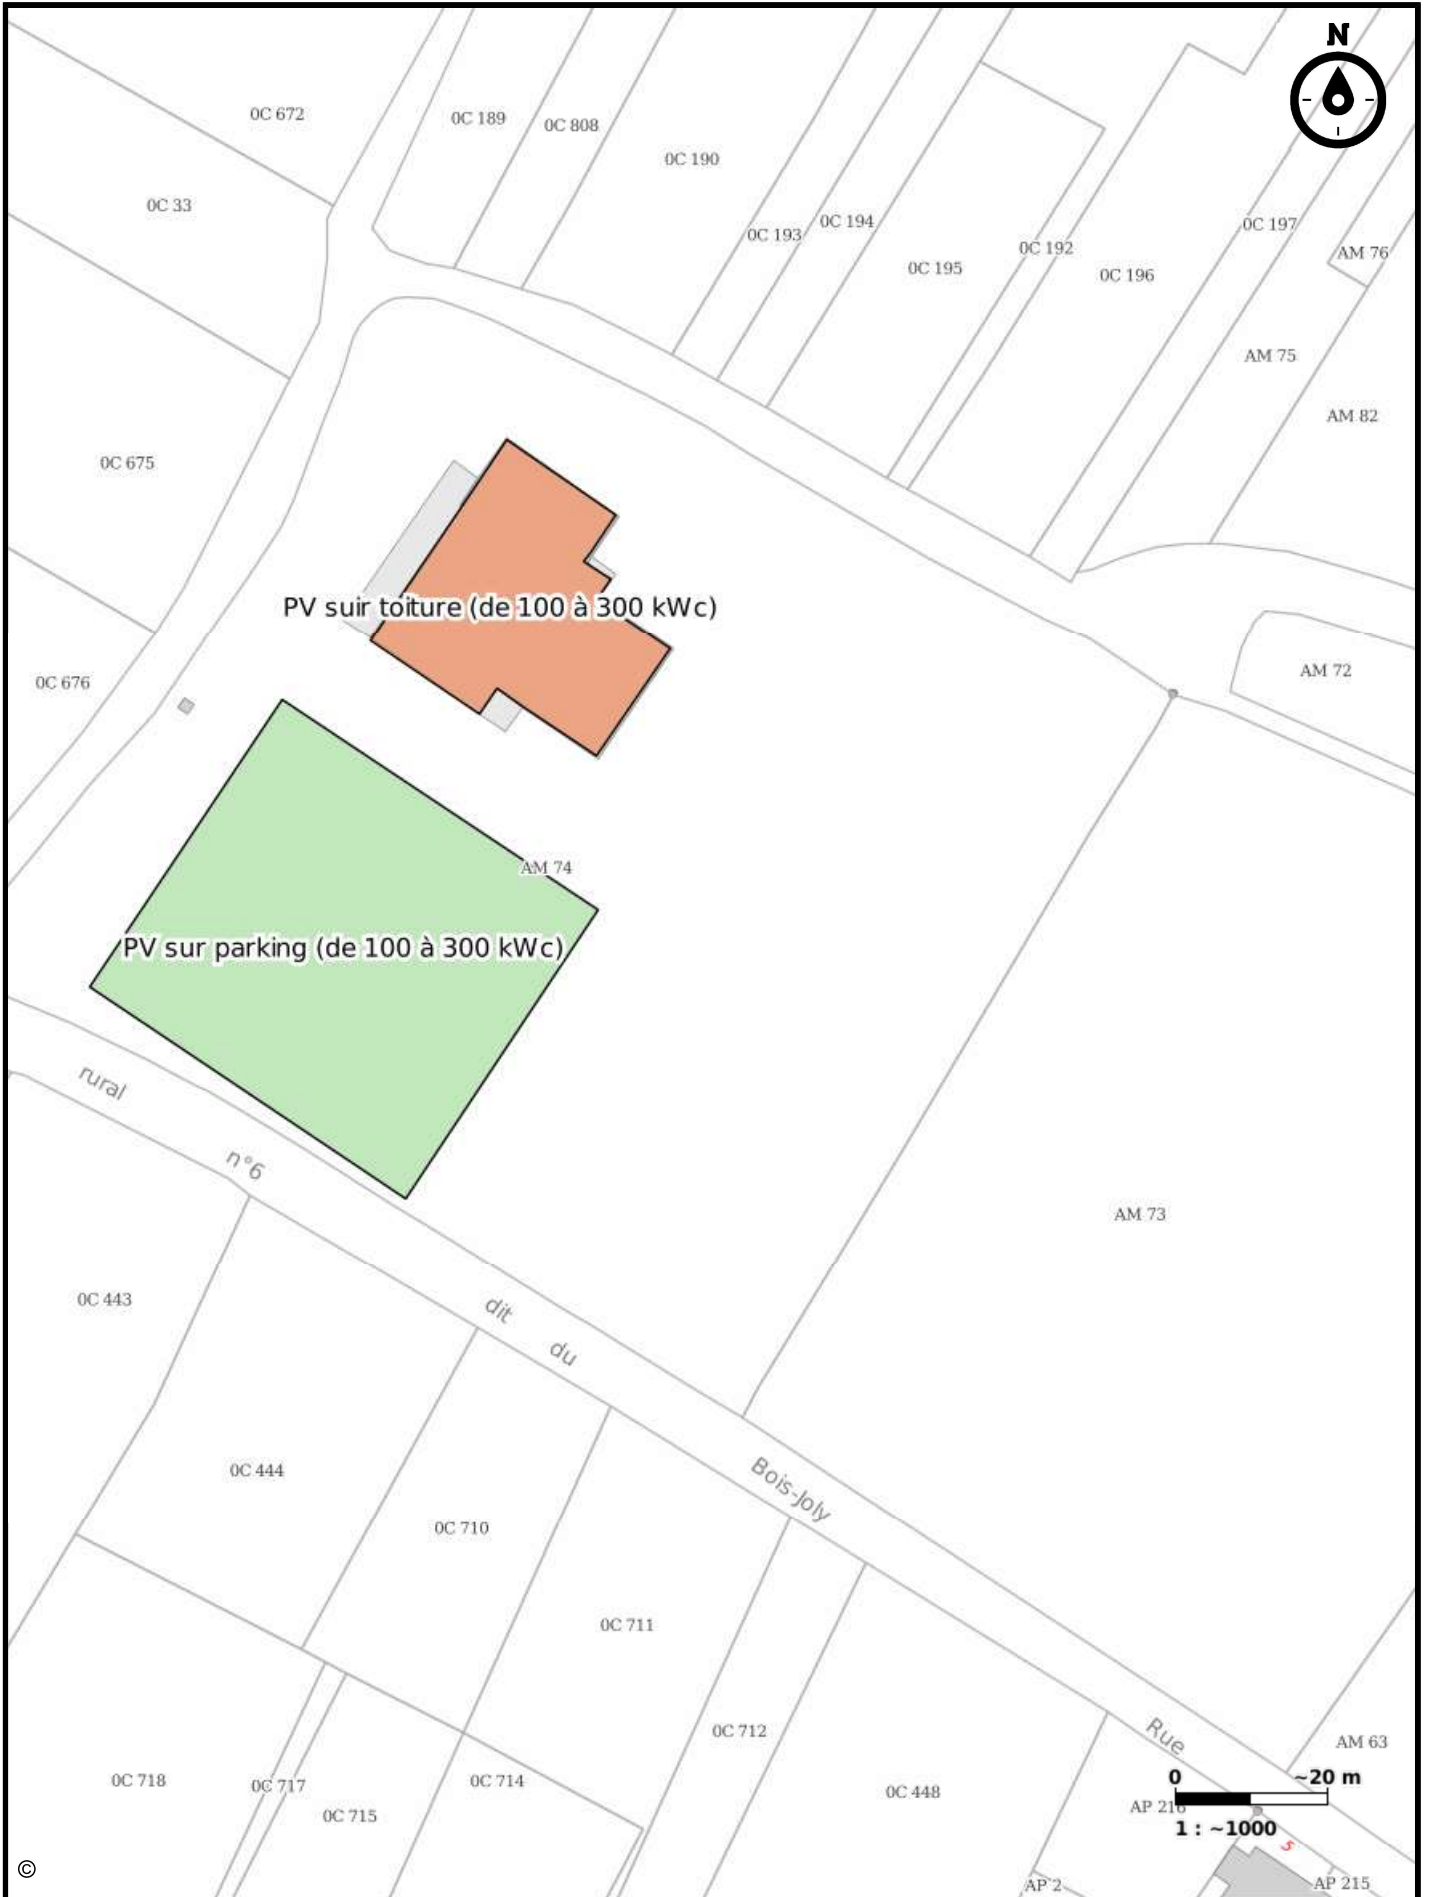 N
0C 672
0C 189
0C 808
0C 190
0C 33
0C 193
0C 194
0C 195
0C 192
0C 196
0C 197
AM 76
AM 75
AM 82
0C 675
PV suir toiture (de 100 à 300 kWc)
0C 676
AM 72
AM 74
PV sur parking (de 100 à 300 kWc)
rural
n°6
dit
du
Bois-Joly
Rue
AM 73
0C 443
0C 444
0C 710
0C 711
0C 712
AM 63
0C 718
0C 717
0C 714
0C 715
0C 448
AP 216
0 ~20 m
1 : ~1000
5
AP 2
AP 215
©